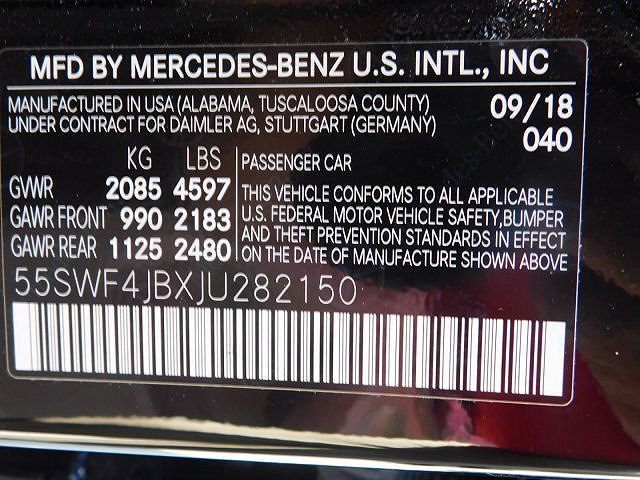 MFD BY MERCEDES-BENZ U.S. INTL., INC
MANUFACTURED IN USA (ALABAMA, TUSCALOOSA COUNTY) 09/18
UNDER CONTRACT FOR DAIMLER AG, STUTTGART (GERMANY) 040
KG LBS
GWR 2085 4597
GAWR FRONT 990 2183
GAWR REAR 1125 2480
PASSENGER CAR
THIS VEHICLE CONFORMS TO ALL APPLICABLE
U.S. FEDERAL MOTOR VEHICLE SAFETY,BUMPER
AND THEFT PREVENTION STANDARDS IN EFFECT
ON THE DATE OF MANUFACTURE SHOWN ABOVE
55SWF4JBXJU282150